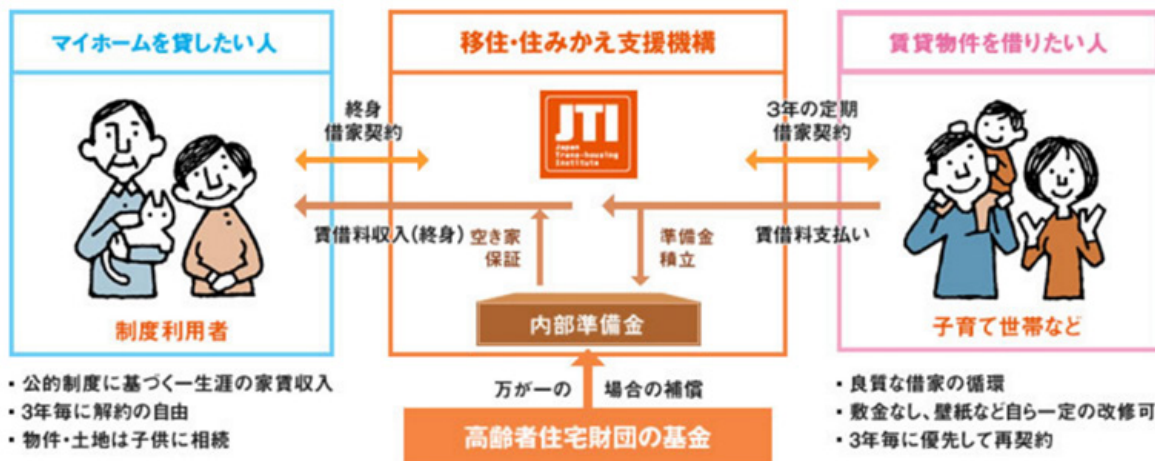 マイホームを貸したい人
移住・住みかえ支援機構
賃貸物件を借りたい人
終身
借家契約
JTI
Japan
Trans-housing
Institute
3年の定期
借家契約
賃借料収入(終身)
空き家
保証
準備金
積立
賃借料支払い
制度利用者
内部準備金
子育て世帯など
・公的制度に基づく一生涯の家賃収入
・3年毎に解約の自由
・物件・土地は子供に相続
万が一の 場合の補償
高齢者住宅財団の基金
・良質な借家の循環
・敷金なし、壁紙など自ら一定の改修可
・3年毎に優先して再契約